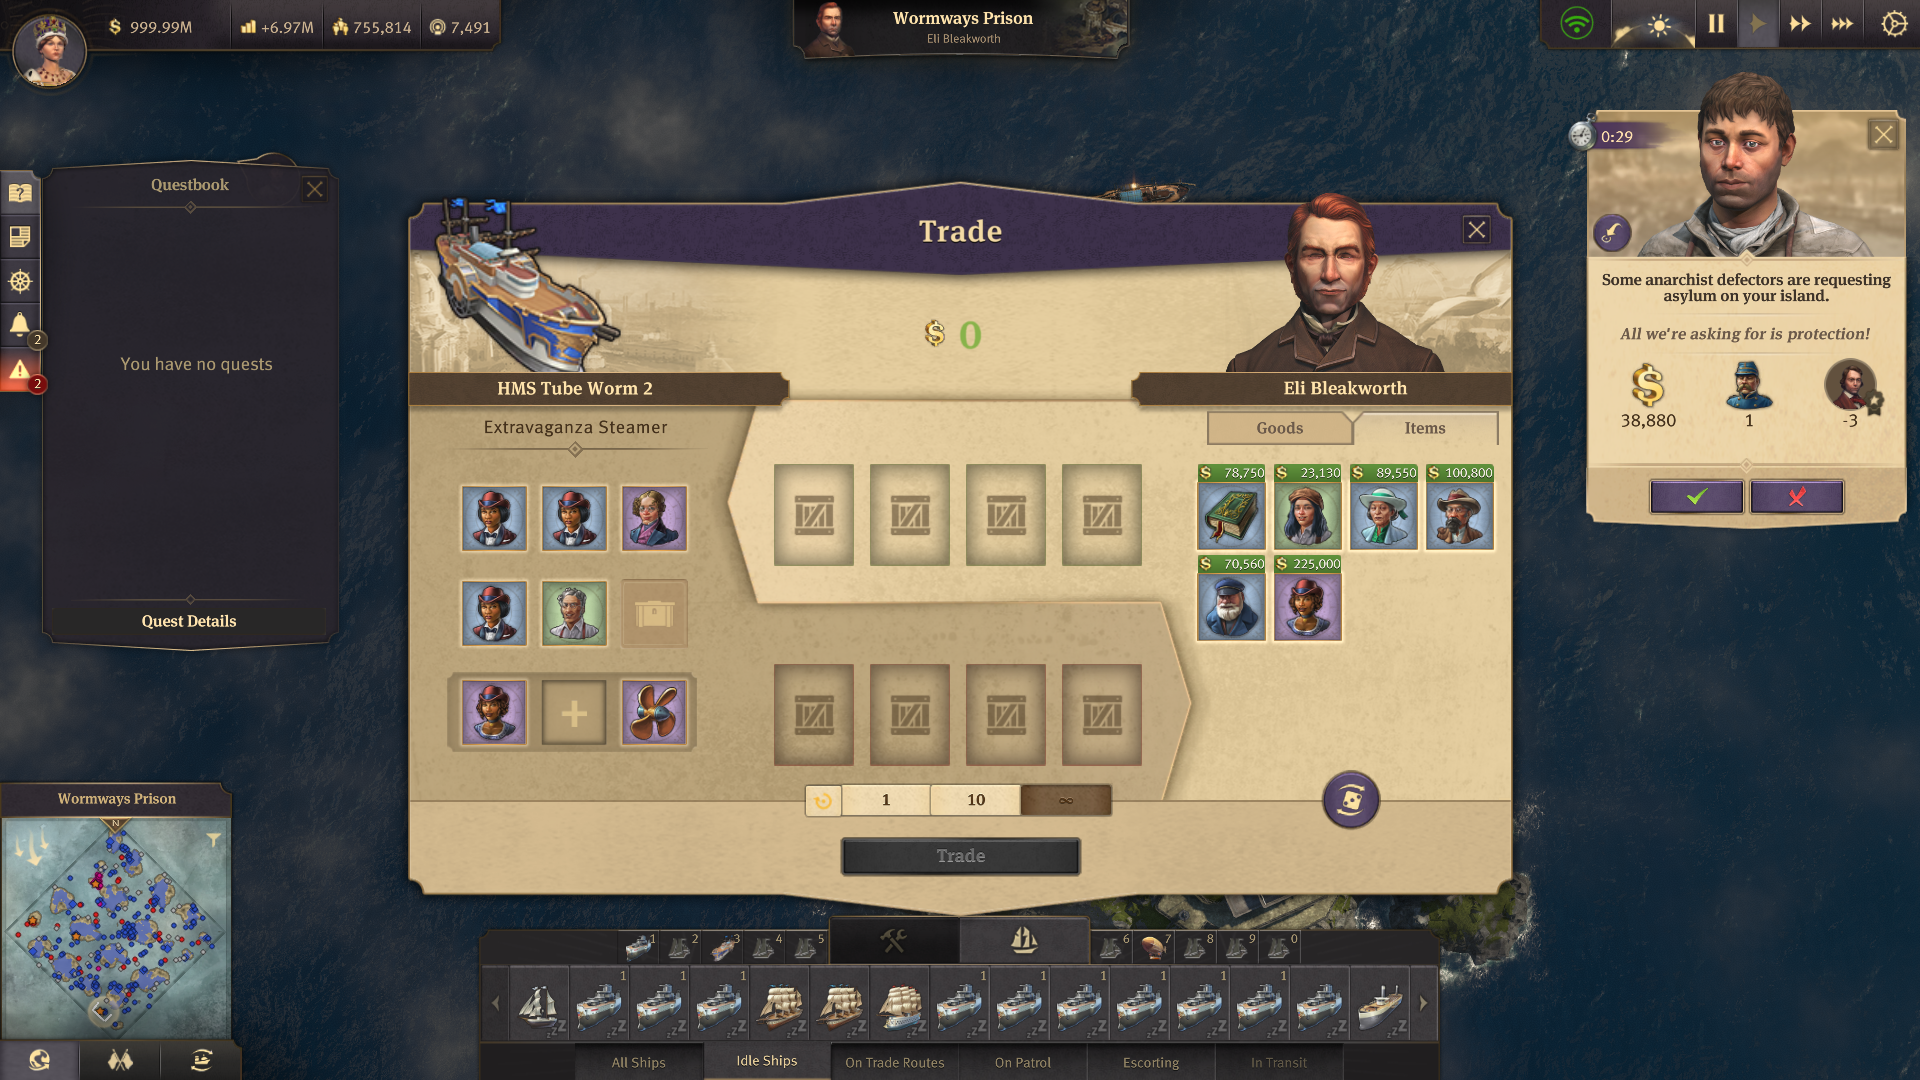 999.99M
+6.97M
755,814
7,491
Wormways Prison
Eli Bleakworth
0:29
Questbook
You have no quests
Quest Details
2
2
Trade
0
HMS Tube Worm 2
Eli Bleakworth
Extravaganza Steamer
Goods
Items
78,750
23,130
89,550
100,800
70,560
225,000
1
10
∞
Trade
Some anarchist defectors are requesting
asylum on your island.
All we're asking for is protection!
38,880
1
-3
Wormways Prison
N
1
2
3
4
5
6
7
8
9
0
1
1
1
1
1
1
1
1
1
All Ships
Idle Ships
On Trade Routes
On Patrol
Escorting
In Transit